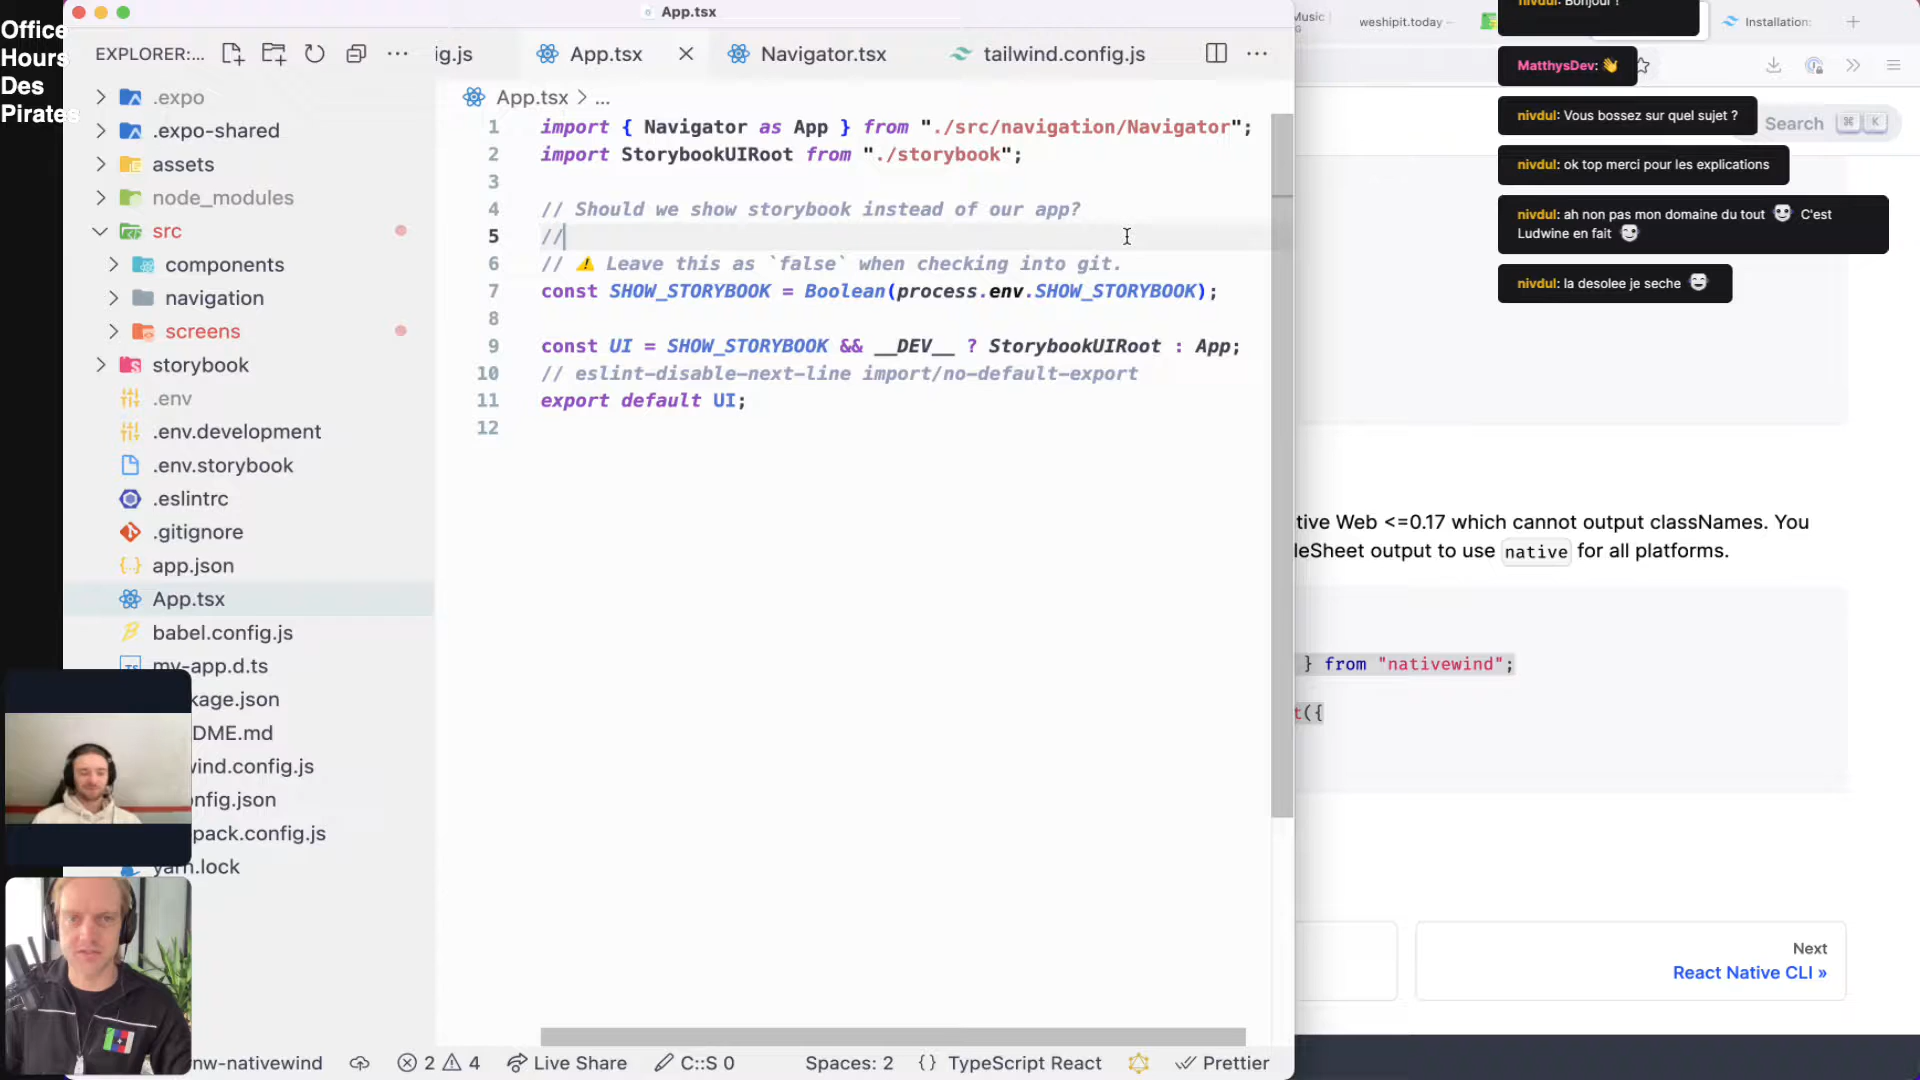 Office
Hours
Des
Pirates
App.tsx
EXPLORER:...
ig.js
App.tsx
Navigator.tsx
tailwind.config.js
.expo
.expo-shared
assets
node_modules
src
components
navigation
screens
storybook
.env
.env.development
.env.storybook
.eslintrc
.gitignore
app.json
App.tsx
babel.config.js
my-app.d.ts
kage.json
DME.md
wind.config.js
onfig.json
pack.config.js
yarn.lock
App.tsx > ...
1 import { Navigator as App } from "./src/navigation/Navigator";
2 import StorybookUIRoot from "./storybook";
3
4 // Should we show storybook instead of our app?
5 //
6 // ⚠️ Leave this as `false` when checking into git.
7 const SHOW_STORYBOOK = Boolean(process.env.SHOW_STORYBOOK);
8
9 const UI = SHOW_STORYBOOK && __DEV__ ? StorybookUIRoot : App;
10 // eslint-disable-next-line import/no-default-export
11 export default UI;
12
nw-nativewind
2
4
Live Share
C::S 0
Spaces: 2
{} TypeScript React
Prettier
Music
weshipit.today
Installation:
Search ⌘ K
nivdul: Bonjour !
MatthysDev: 👋
nivdul: Vous bossez sur quel sujet ?
nivdul: ok top merci pour les explications
nivdul: ah non pas mon domaine du tout C'est
Ludwine en fait
nivdul: la desolee je seche
tive Web <=0.17 which cannot output classNames. You
leSheet output to use native for all platforms.
} from "nativewind";
t({
Next
React Native CLI »